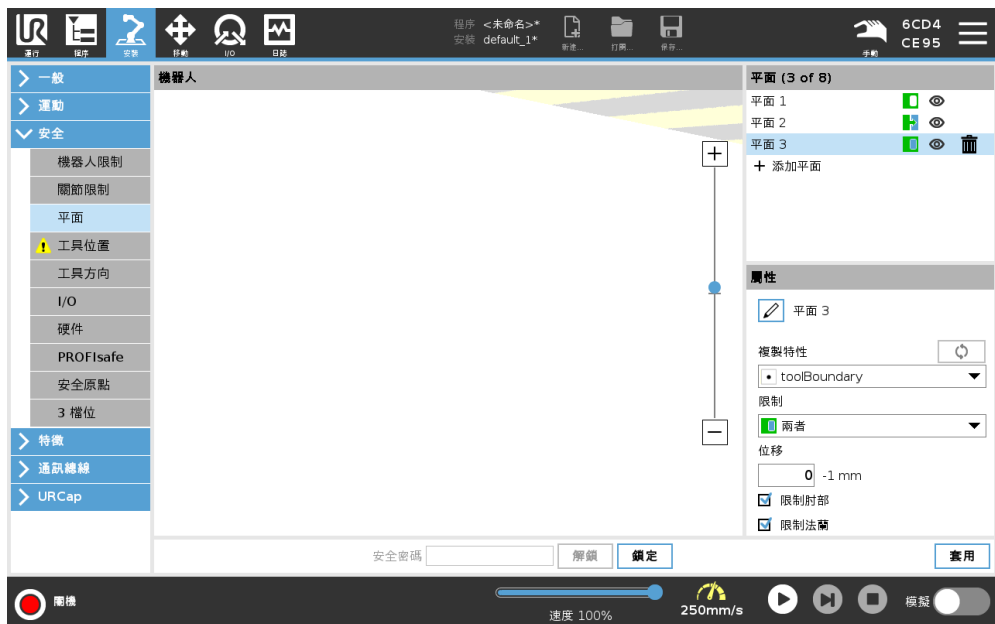 運行 程序 安裝 移動 I/O 日誌
程序 <未命名>*
安裝 default_1*
新建... 打開... 保存...
手動
6CD4
CE95
一般
運動
安全
機器人限制
關節限制
平面
工具位置
工具方向
I/O
硬件
PROFIsafe
安全原點
3 檔位
特徵
通訊總線
URCap
機器人
平面 (3 of 8)
平面 1
平面 2
平面 3
添加平面
屬性
平面 3
複製特性
toolBoundary
限制
兩者
位移
0 -1 mm
限制肘部
限制法蘭
安全密碼 解鎖 鎖定 套用
關機
速度 100%
250mm/s
模擬